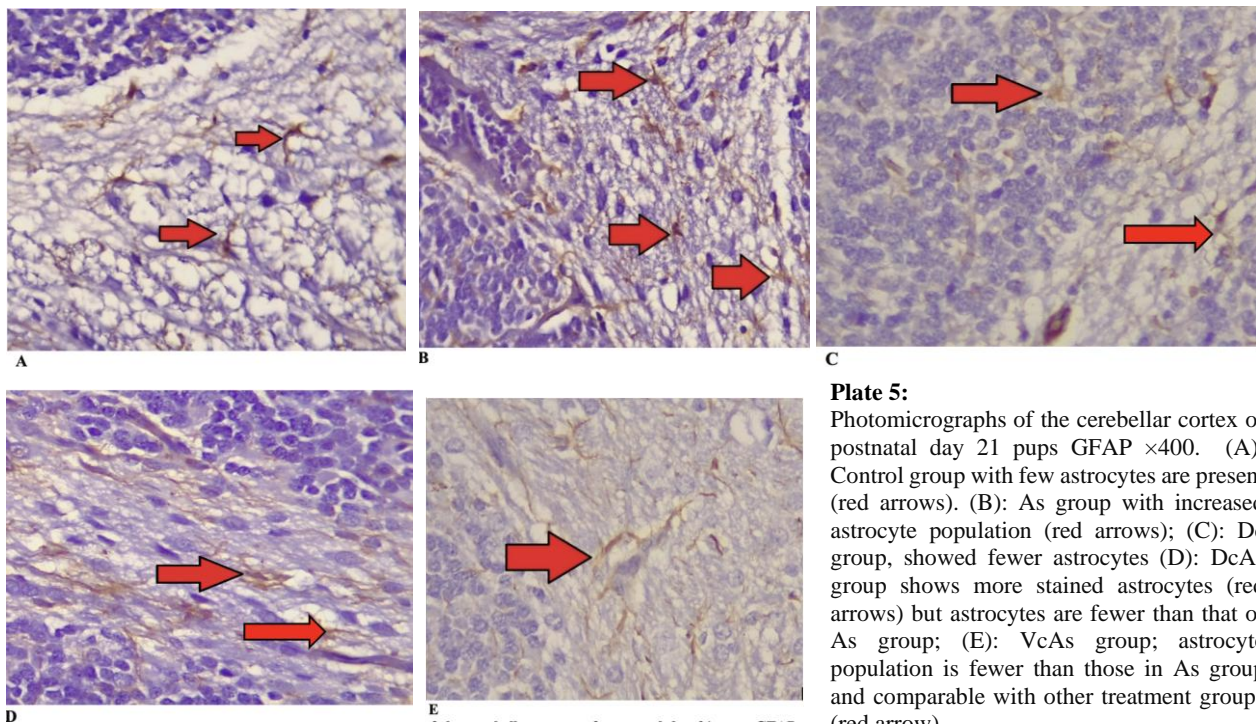 A
B
C
D
E
Plate 5:
Photomicrographs of the cerebellar cortex
postnatal day 21 pups GFAP ×400. (A)
Control group with few astrocytes are presen
(red arrows). (B): As group with increased
astrocyte population (red arrows); (C):
group, showed fewer astrocytes (D):
group shows more stained astrocytes (red
arrows) but astrocytes are fewer than that
As group; (E): VcAs group; astrocyte
population is fewer than those in As group
and comparable with other treatment group
(red arrow)